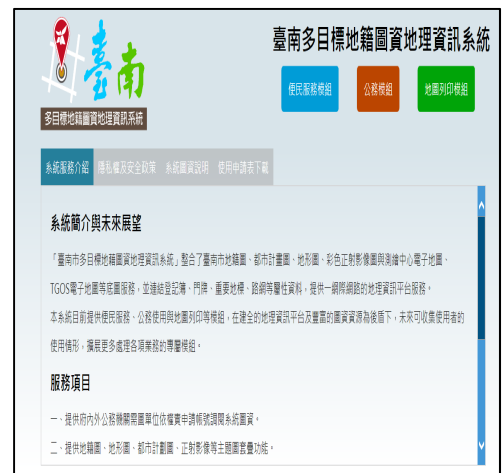 臺南
多目標地籍圖資地理資訊系統
臺南多目標地籍圖資地理資訊系統
便民服務模組 公務模組 地圖列印模組
系統服務介紹 隱私權及安全政策 系統圖資說明 使用申請表下載
系統簡介與未來展望
「臺南市多目標地籍圖資地理資訊系統」整合了臺南市地籍圖、都市計畫圖、地形圖、彩色正射影像圖與測繪中心電子地圖、
TGOS電子地圖等底圖服務，並連結登記簿、門牌、重要地標、路網等屬性資料，提供一網際網路的地理資訊平台服務。
本系統目前提供便民服務、公務使用與地圖列印等模組，在建全的地理資訊平台及豐富的圖資資源為後盾下，未來可收集使用者的
使用情形，擴展更多處理各項業務的專屬模組。
服務項目
一、提供府內外公務機關需圖單位依權責申請帳號調閱系統圖資。
二、提供地籍圖、地形圖、都市計劃圖、正射影像等主題圖套疊功能。